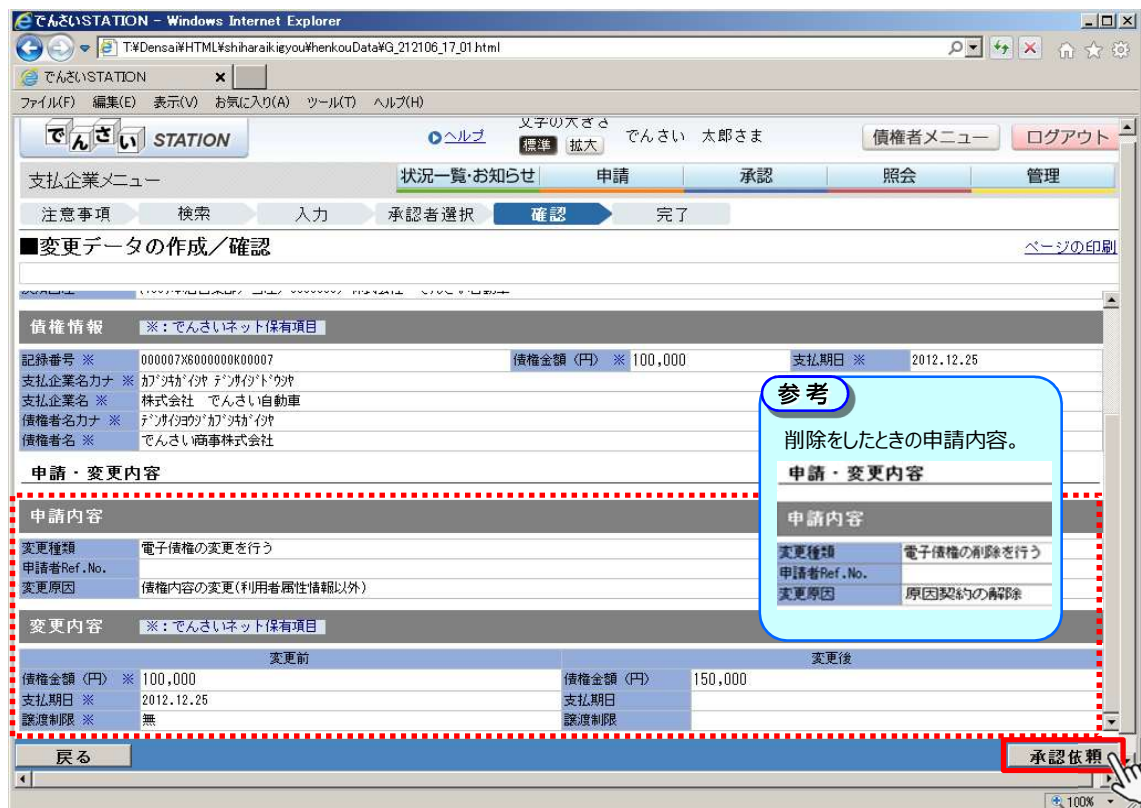 でんさいSTATION - Windows Internet Explorer
T:¥Densai¥HTML¥shiharaikigyou¥henkouData¥G_212106_17_01.html
でんさいSTATION
ファイル(F) 編集(E) 表示(V) お気に入り(A) ツール(T) ヘルプ(H)
でんさい STATION ヘルプ 文字の大きさ 標準 拡大 でんさい 太郎さま 債権者メニュー ログアウト
支払企業メニュー 状況一覧・お知らせ 申請 承認 照会 管理
注意事項 検索 入力 承認者選択 確認 完了
■変更データの作成／確認 ページの印刷
債権情報 ※：でんさいネット保有項目
記録番号 ※ 000007X6000000K00007 債権金額（円） ※ 100,000 支払期日 ※ 2012.12.25
支払企業名カナ ※ ｶﾌﾞｼｷｶﾞｲｼﾔ ﾃﾞﾝｻｲｼﾞﾄﾞｳｼﾔ
支払企業名 ※ 株式会社 でんさい自動車
債権者名カナ ※ ﾃﾞﾝｻｲｼﾖｳｼﾞｶﾌﾞｼｷｶﾞｲｼﾔ
債権者名 ※ でんさい商事株式会社
申請・変更内容
申請内容
変更種類 電子債権の変更を行う
申請者Ref.No.
変更原因 債権内容の変更(利用者属性情報以外)
変更内容 ※：でんさいネット保有項目
変更前 変更後
債権金額（円） ※ 100,000 債権金額（円） 150,000
支払期日 ※ 2012.12.25 支払期日
譲渡制限 ※ 無 譲渡制限
参考
削除をしたときの申請内容。
申請・変更内容
申請内容
変更種類 電子債権の削除を行う
申請者Ref.No.
変更原因 原因契約の解除
戻る 承認依頼
100%